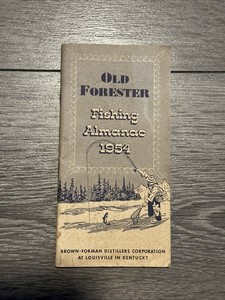 OLD
FORESTER
Fishing
Almanac
1954
BROWN-FORMAN DISTILLERS CORPORATION
AT LOUISVILLE IN KENTUCKY